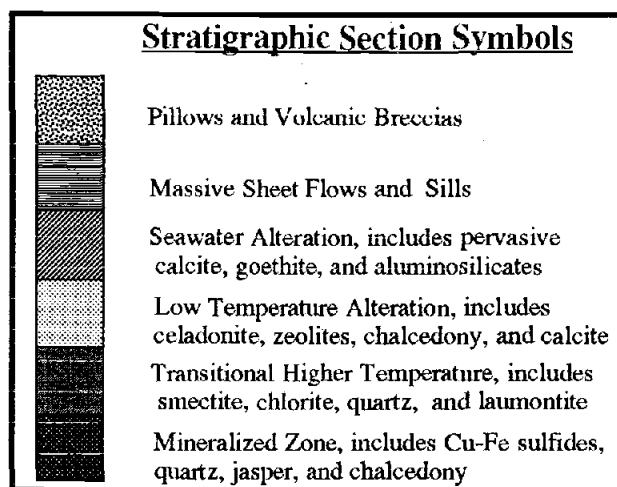 Stratigraphic Section Symbols
Pillows and Volcanic Breccias
Massive Sheet Flows and Sills
Seawater Alteration, includes pervasive
calcite, goethite, and aluminosilicates
Low Temperature Alteration, includes
celadonite, zeolites, chalcedony, and calcite
Transitional Higher Temperature, includes
smectite, chlorite, quartz, and laumontite
Mineralized Zone, includes Cu-Fe sulfides,
quartz, jasper, and chalcedony